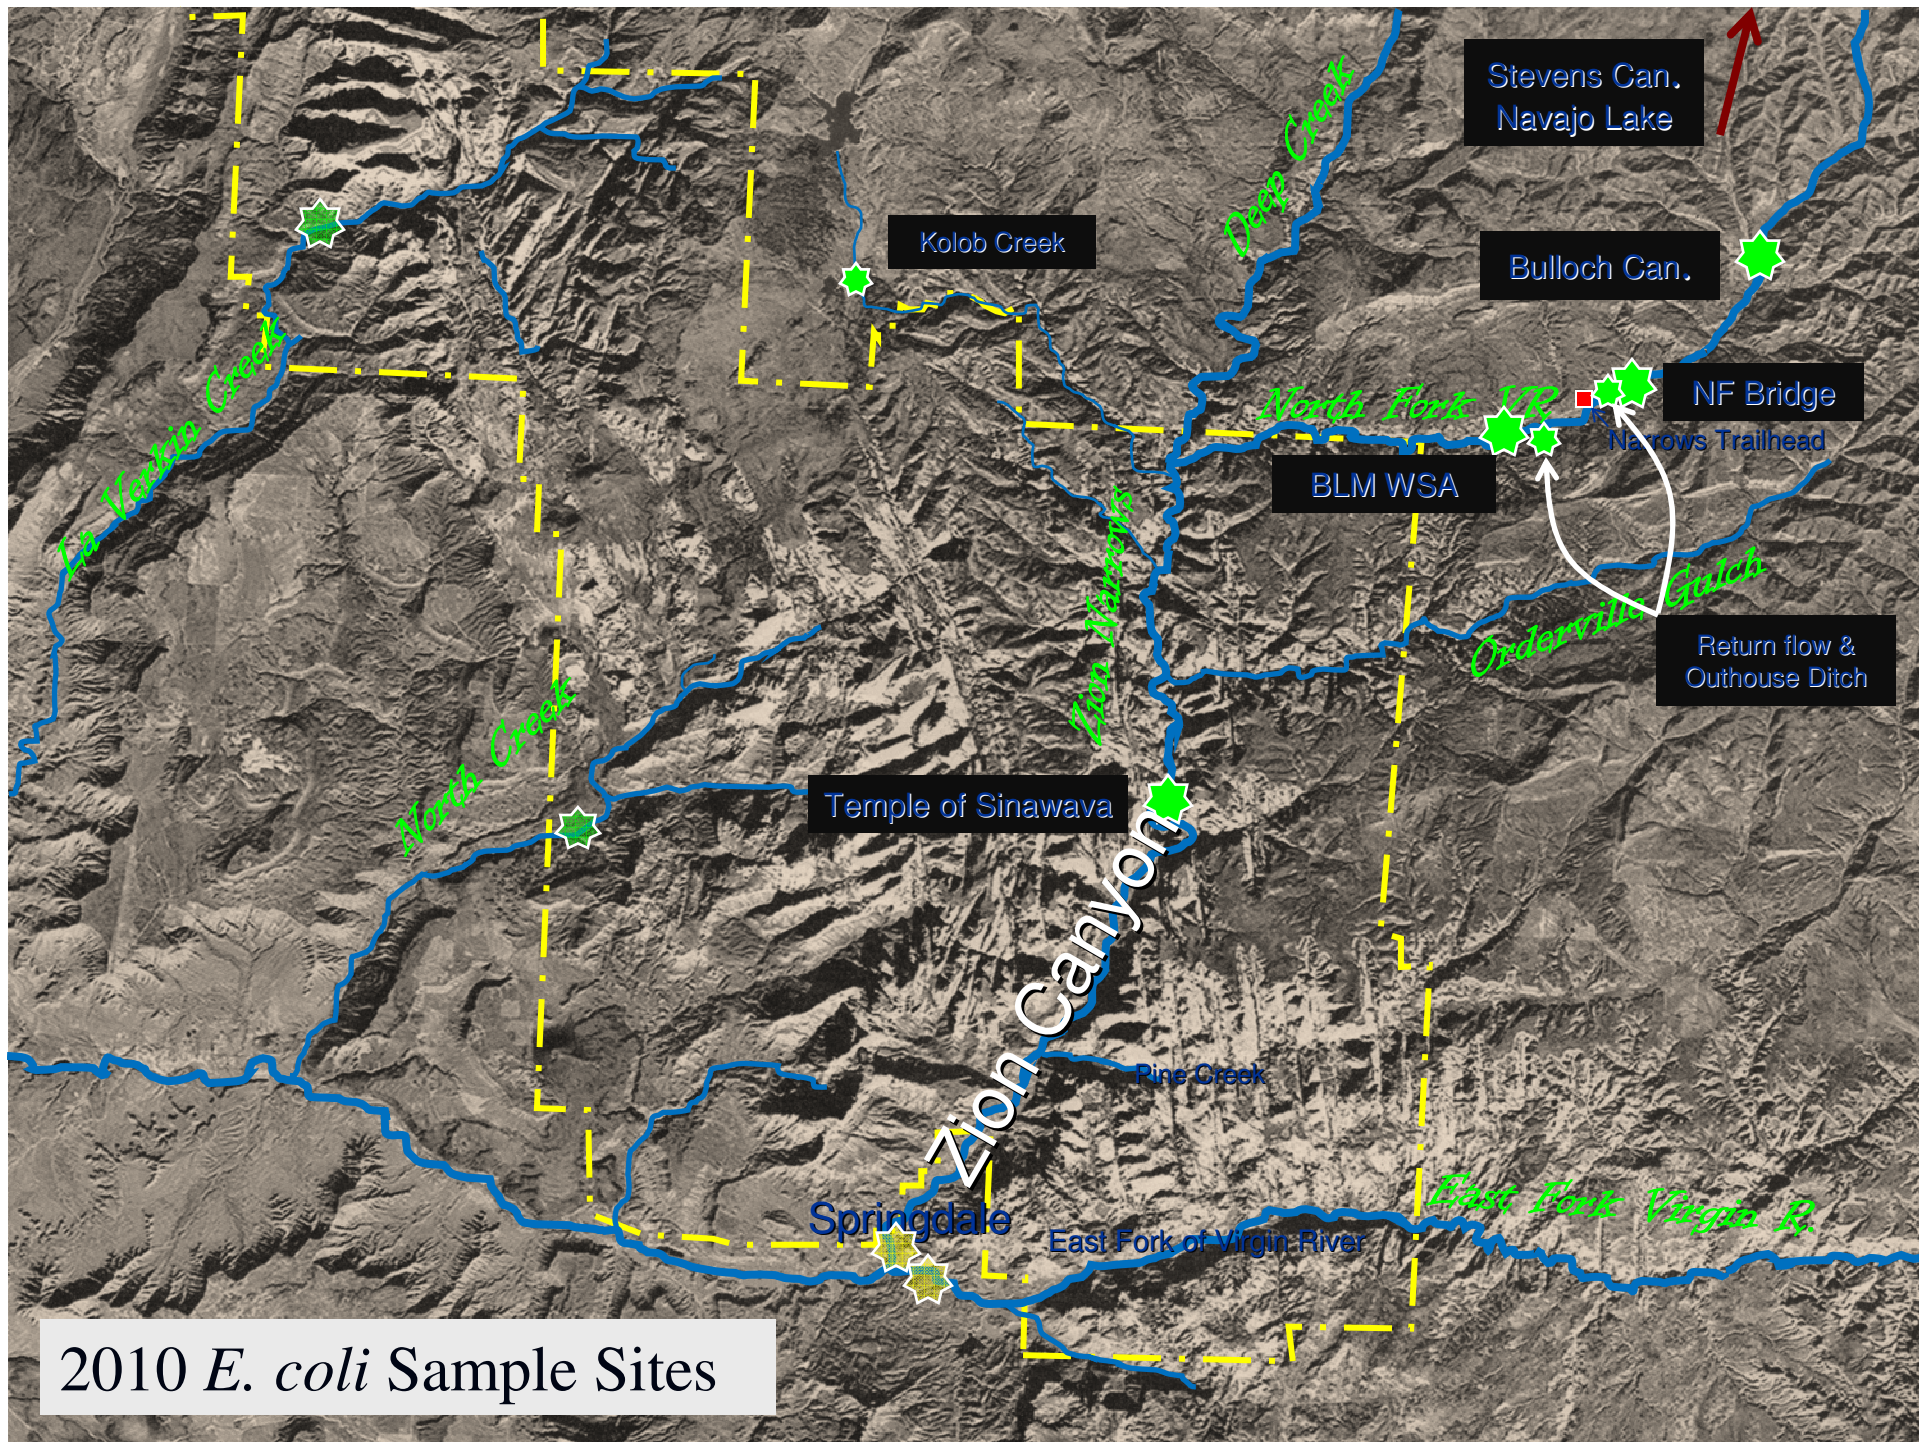 Stevens Can.
Navajo Lake
Deep Creek
Kolob Creek
Bulloch Can.
La Verkin Creek
North Fork VR
NF Bridge
Narrows Trailhead
BLM WSA
Zion Narrows
Orderville Gulch
Return flow &
Outhouse Ditch
North Creek
Temple of Sinawava
Zion Canyon
Pine Creek
Springdale
East Fork of Virgin River
East Fork Virgin R.
2010 E. coli Sample Sites